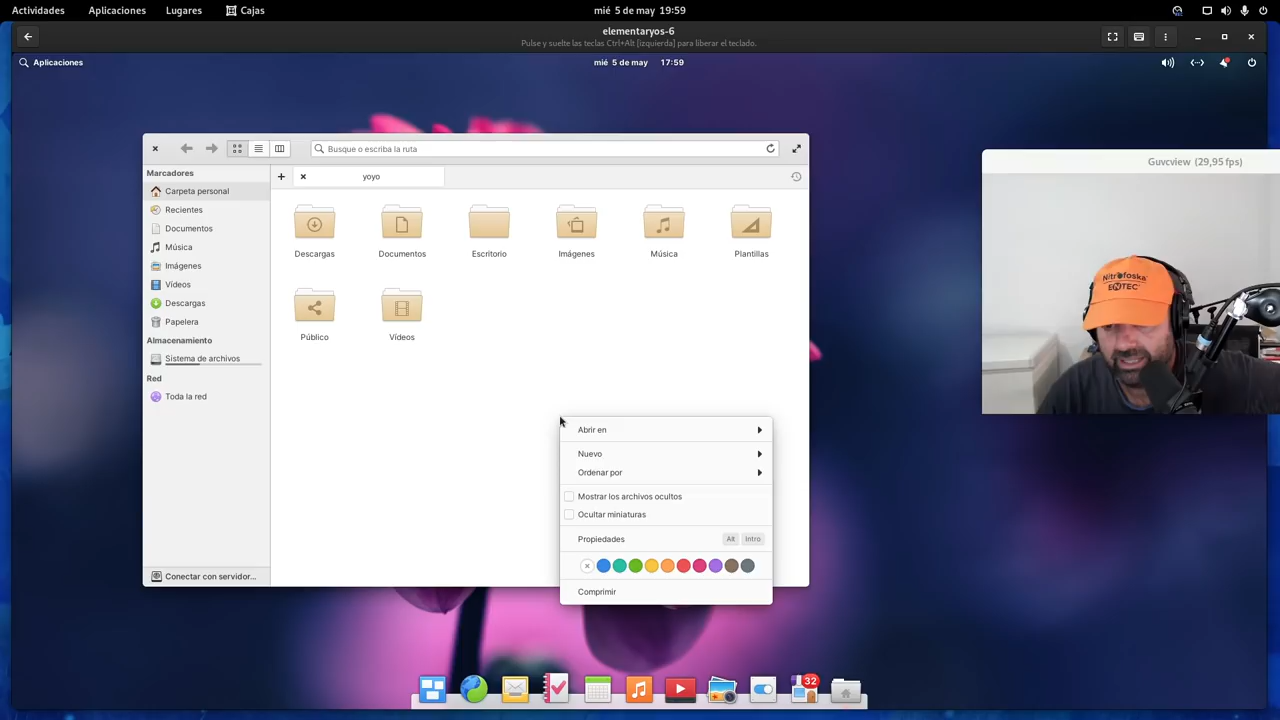 Actividades Aplicaciones Lugares Cajas mié 5 de may 19:59
elementaryos-6
Pulse y suelte las teclas Ctrl+Alt [izquierda] para liberar el teclado.
Aplicaciones mié 5 de may 17:59
Busque o escriba la ruta
Guvcview (29,95 fps)
Marcadores
yoyo
Carpeta personal
Recientes
Documentos
Música
Imágenes
Vídeos
Descargas
Papelera
Almacenamiento
Sistema de archivos
Red
Toda la red
Conectar con servidor...
Descargas Documentos Escritorio Imágenes Música Plantillas
Público Vídeos
Nitrofoska
ENTEC
Abrir en
Nuevo
Ordenar por
Mostrar los archivos ocultos
Ocultar miniaturas
Propiedades Alt Intro
Comprimir
32